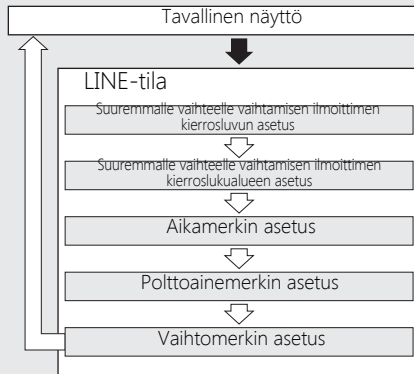 Tavallinen näyttö
LINE-tila
Suuremmalle vaihteelle vaihtamisen ilmoittimen
kierrosluvun asetus
Suuremmalle vaihteelle vaihtamisen ilmoittimen
kierroslukualueen asetus
Aikamerkin asetus
Polttoainemerkin asetus
Vaihtomerkin asetus